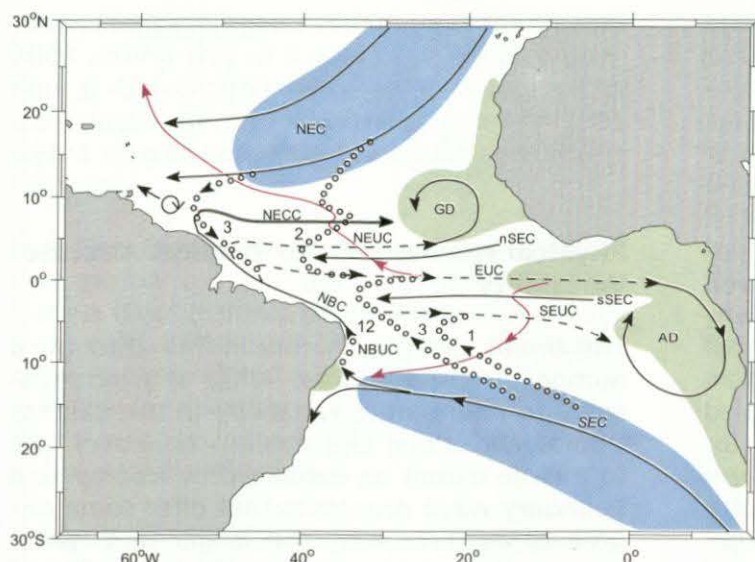 30°N
20°
10°
0°
10°
20°
30°S
60°W
40°
20°
0°
NEC
GD
NECC
3
2
NEUC
nSEC
EUC
NBC
sSEC
12
3
1
SEUC
NBUC
AD
SEC